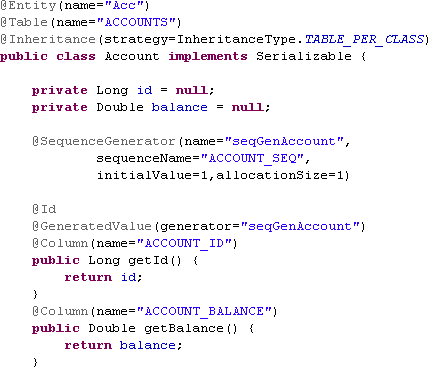 @Entity(name="Acc")
@Table(name="ACCOUNTS")
@Inheritance(strategy=InheritanceType.TABLE_PER_CLASS)
public class Account implements Serializable {
private Long id = null;
private Double balance = null;
@SequenceGenerator(name="seqGenAccount",
sequenceName="ACCOUNT_SEQ",
initialValue=1,allocationSize=1)
@Id
@GeneratedValue(generator="seqGenAccount")
@Column(name="ACCOUNT_ID")
public Long getId() {
return id;
}
@Column(name="ACCOUNT_BALANCE")
public Double getBalance() {
return balance;
}